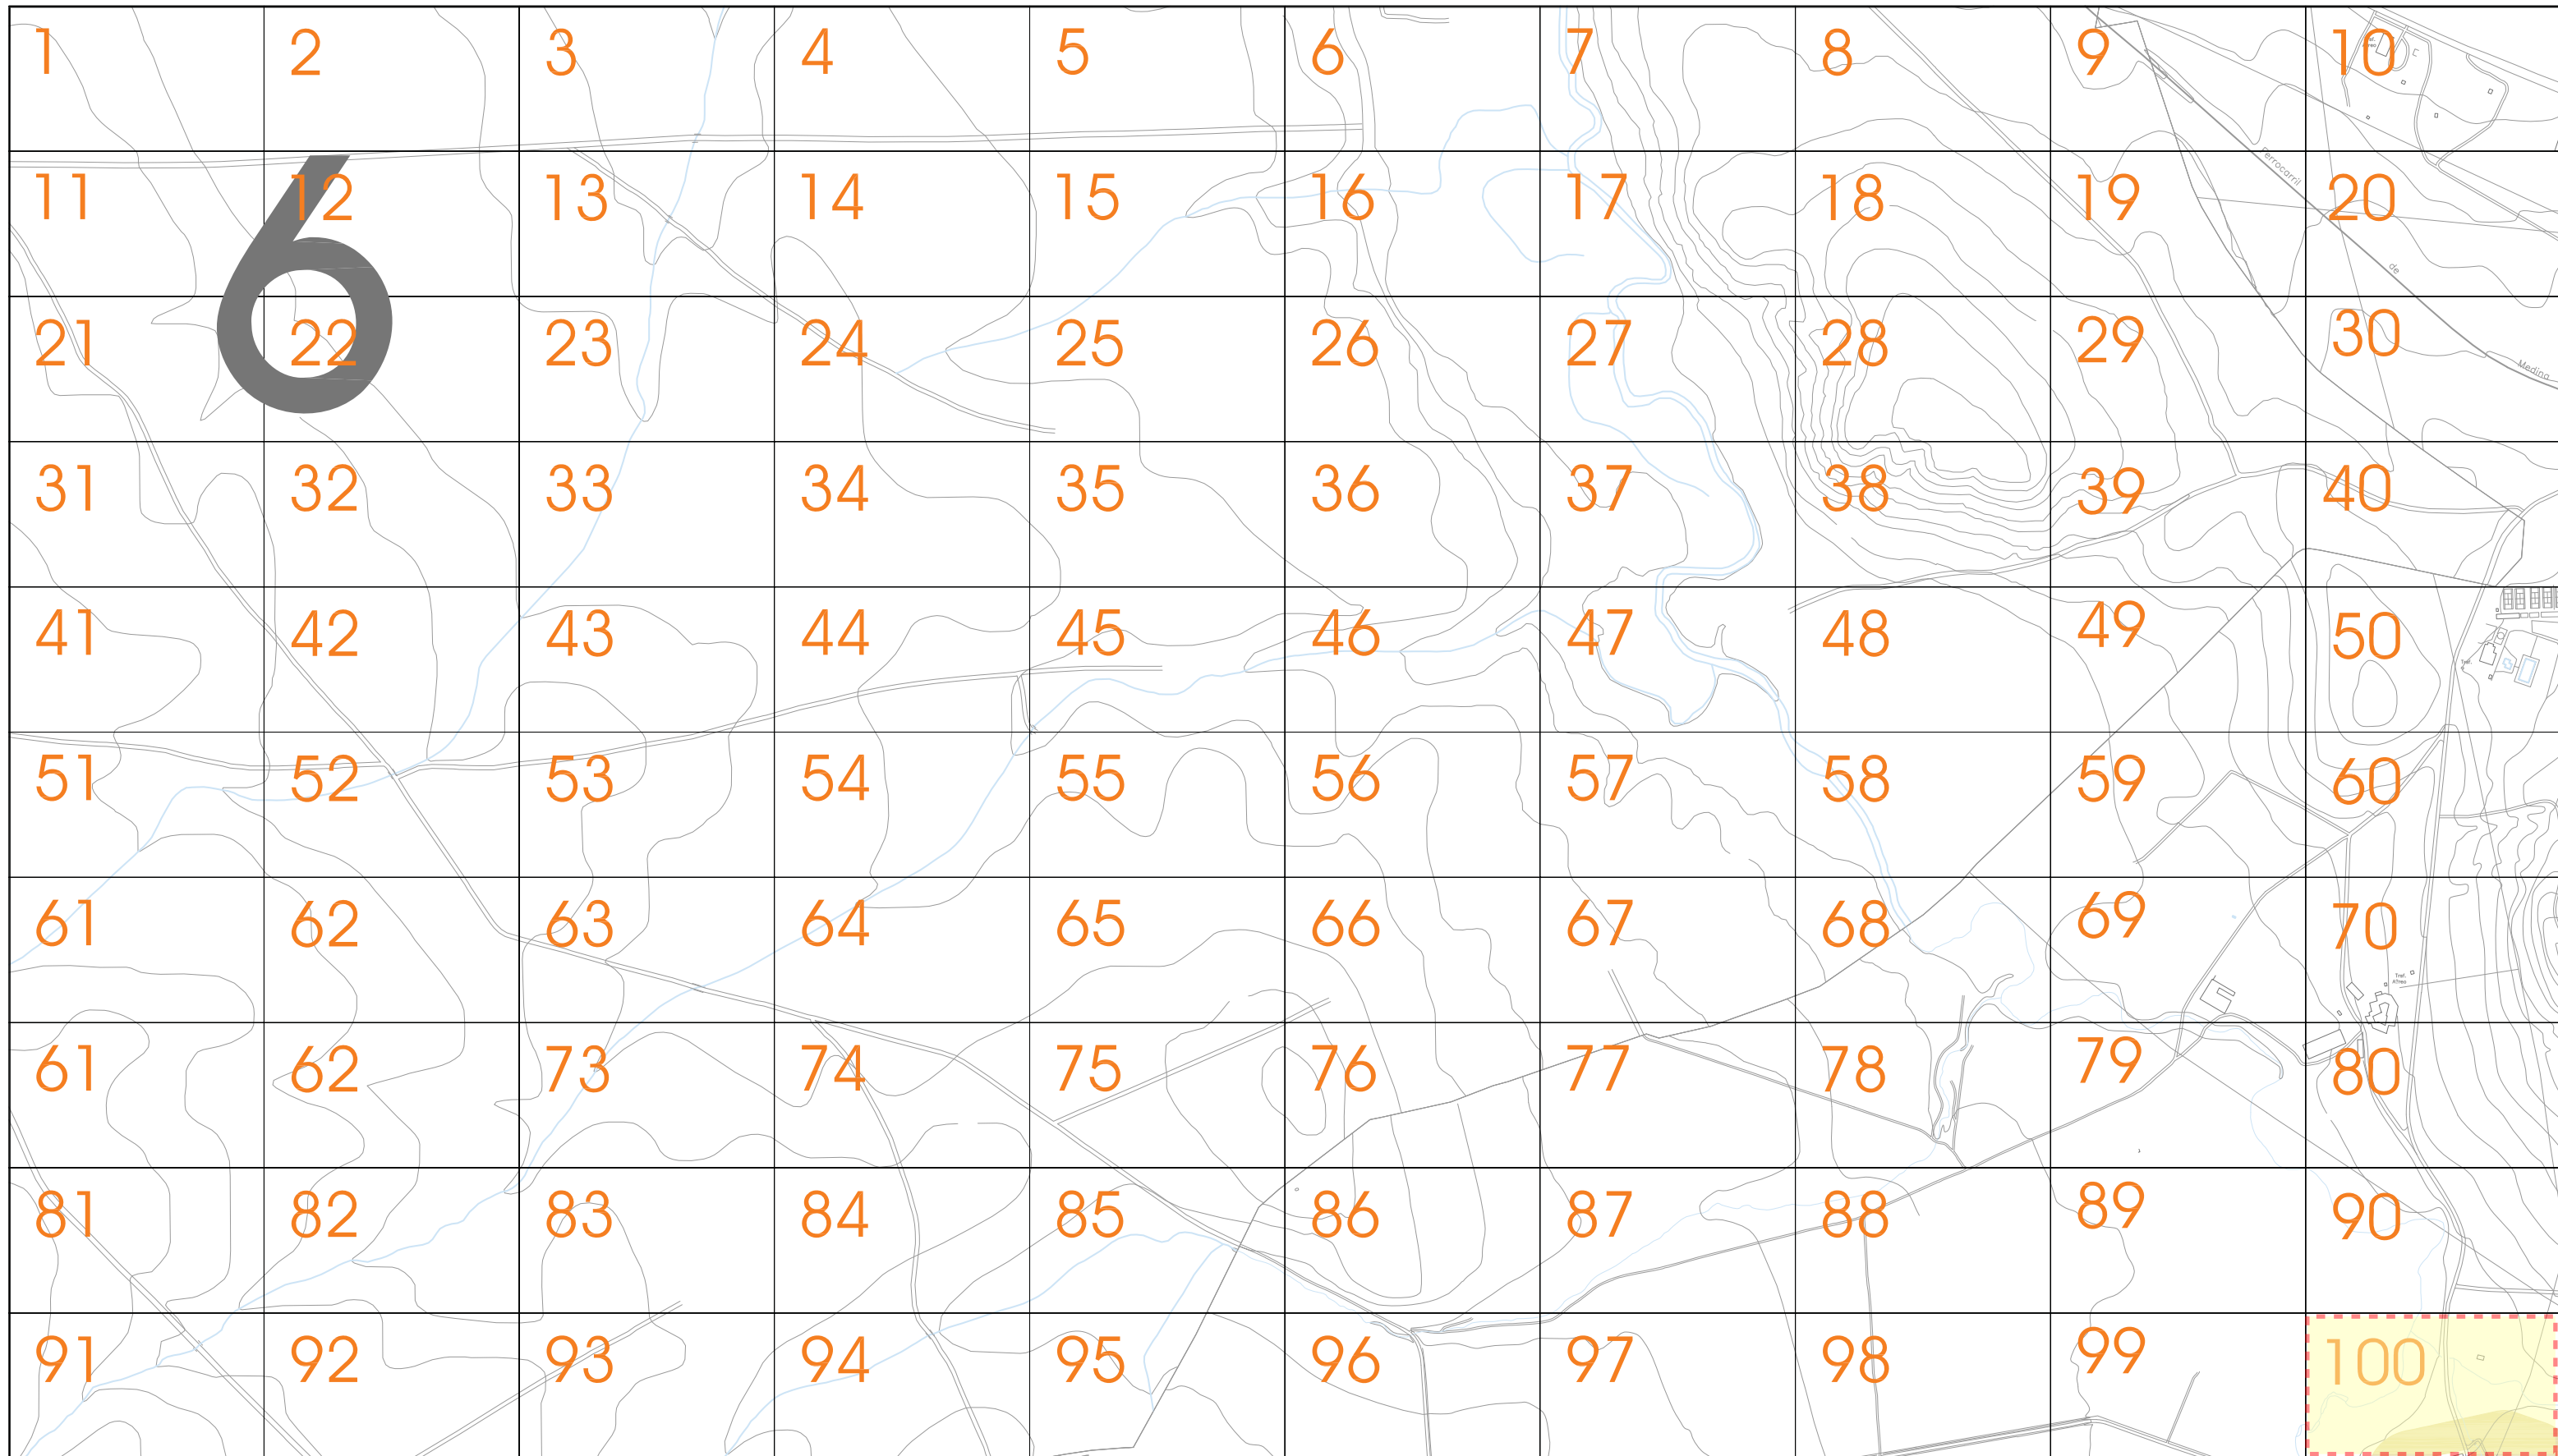 1 2 3 4 5 6 7 8 9 10
Traf.
Aéreo
Ferrocarril
11 12 13 14 15 16 17 18 19 20
6
de
21 22 23 24 25 26 27 28 29 30
Medina
31 32 33 34 35 36 37 38 39 40
41 42 43 44 45 46 47 48 49 50
Traf.
51 52 53 54 55 56 57 58 59 60
61 62 63 64 65 66 67 68 69 70
Traf.
ATreo
61 62 73 74 75 76 77 78 79 80
81 82 83 84 85 86 87 88 89 90
91 92 93 94 95 96 97 98 99 100